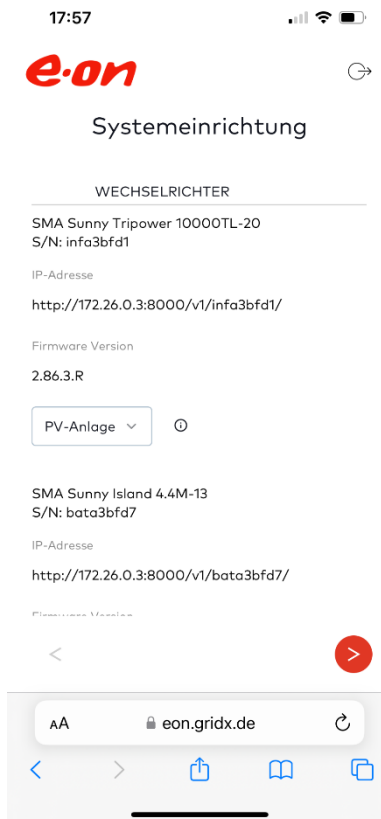 17:57
e·on
Systemeinrichtung
WECHSELRICHTER
SMA Sunny Tripower 10000TL-20
S/N: infa3bfd1
IP-Adresse
http://172.26.0.3:8000/v1/infa3bfd1/
Firmware Version
2.86.3.R
PV-Anlage
SMA Sunny Island 4.4M-13
S/N: bata3bfd7
IP-Adresse
http://172.26.0.3:8000/v1/bata3bfd7/
Firmware Version
AA eon.gridx.de